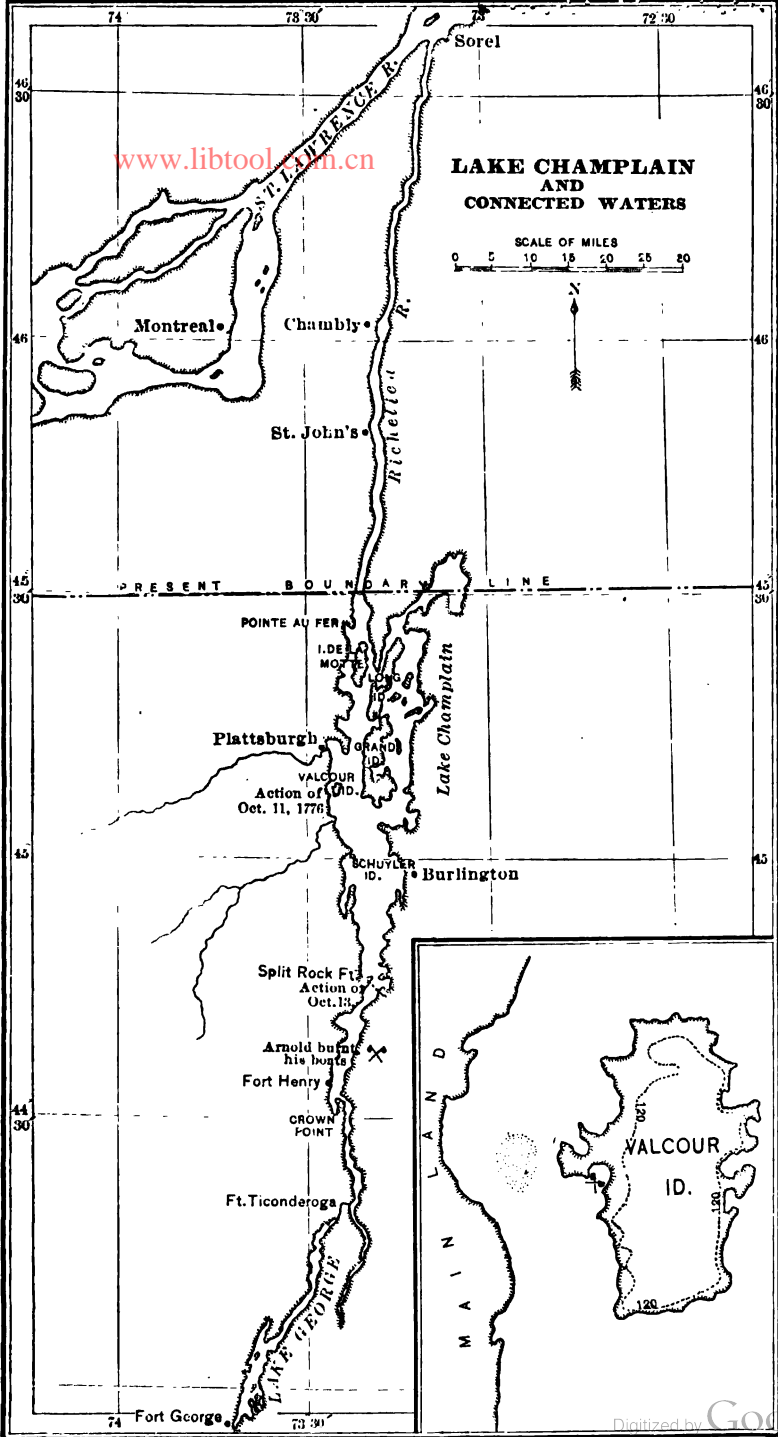 74
78 30
73
72 30
Sorel
46
30
46
30
ST. LAWRENCE R.
www.libtool.com.cn
LAKE CHAMPLAIN
AND
CONNECTED WATERS
SCALE OF MILES
0 5 10 15 20 25 30
N
Montreal
Chambly
R.
46
St. John's
Richelieu
45
30
PRESENT BOUNDARY LINE
45
30
POINTE AU FER
I. DE LA
MOTTE
LONG
ID.
Lake Champlain
Plattsburgh
GRAND
ID.
VALCOUR
ID.
Action of
Oct. 11, 1776
45
45
SCHUYLER
ID.
Burlington
Split Rock Pt.
Action of
Oct. 13
Arnold burnt
his boats
Fort Henry
44
30
CROWN
POINT
Ft. Ticonderoga
LAKE GEORGE
Fort George
74
73 30
MAIN LAND
VALCOUR
ID.
120
120
120
Digitized by Goo